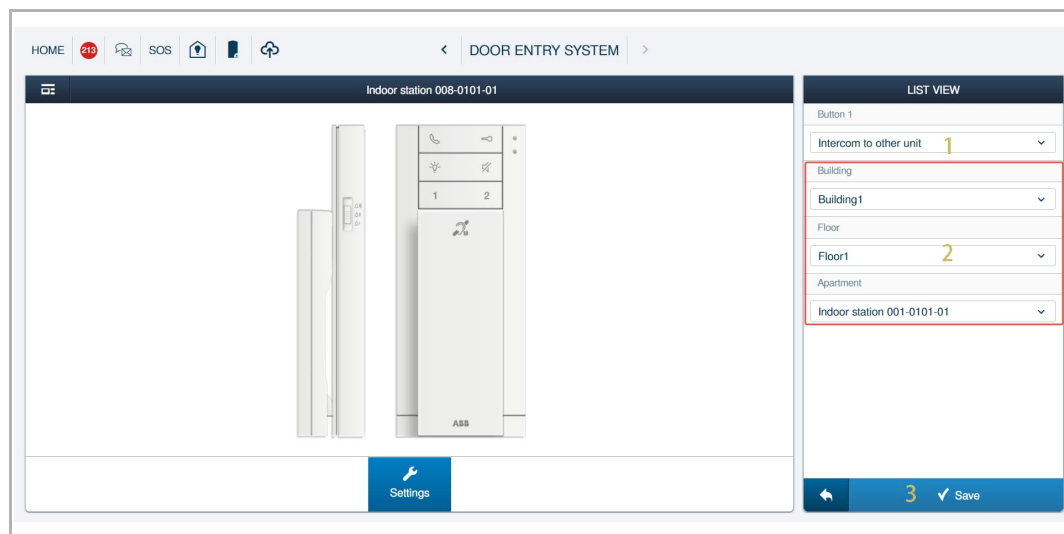 HOME 213 SOS DOOR ENTRY SYSTEM
Indoor station 008-0101-01
1 2
ABB
Settings
LIST VIEW
Button 1
Intercom to other unit 1
Building
Building1
Floor
Floor1 2
Apartment
Indoor station 001-0101-01
3 Save